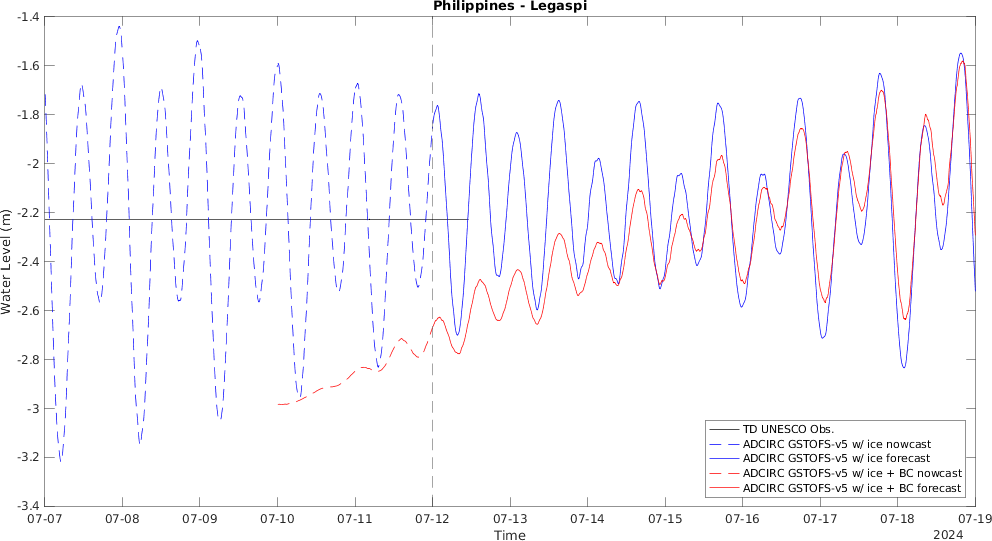 Philippines - Legaspi
Water Level (m)
-1.4
-1.6
-1.8
-2
-2.2
-2.4
-2.6
-2.8
-3
-3.2
-3.4
TD UNESCO Obs.
ADCIRC GSTOFS-v5 w/ ice nowcast
ADCIRC GSTOFS-v5 w/ ice forecast
ADCIRC GSTOFS-v5 w/ ice + BC nowcast
ADCIRC GSTOFS-v5 w/ ice + BC forecast
07-07 07-08 07-09 07-10 07-11 07-12 07-13 07-14 07-15 07-16 07-17 07-18 07-19
Time
2024